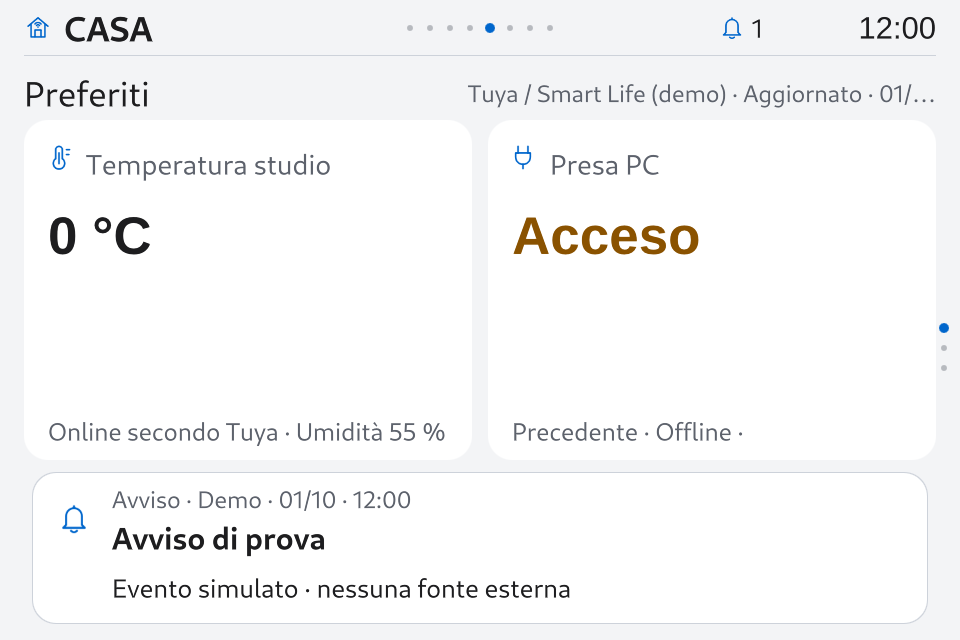 CASA
1
12:00
Preferiti
Tuya / Smart Life (demo) · Aggiornato · 01/…
Temperatura studio
0 °C
Online secondo Tuya · Umidità 55 %
Presa PC
Acceso
Precedente · Offline ·
Avviso · Demo · 01/10 · 12:00
Avviso di prova
Evento simulato · nessuna fonte esterna